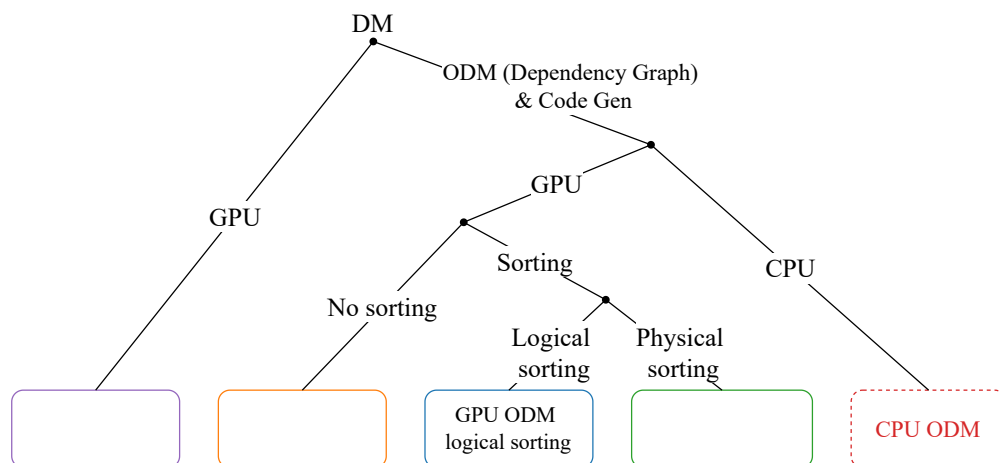 DM
ODM (Dependency Graph)
& Code Gen
GPU
GPU
Sorting
CPU
No sorting
Logical
sorting
Physical
sorting
GPU ODM
logical sorting
CPU ODM